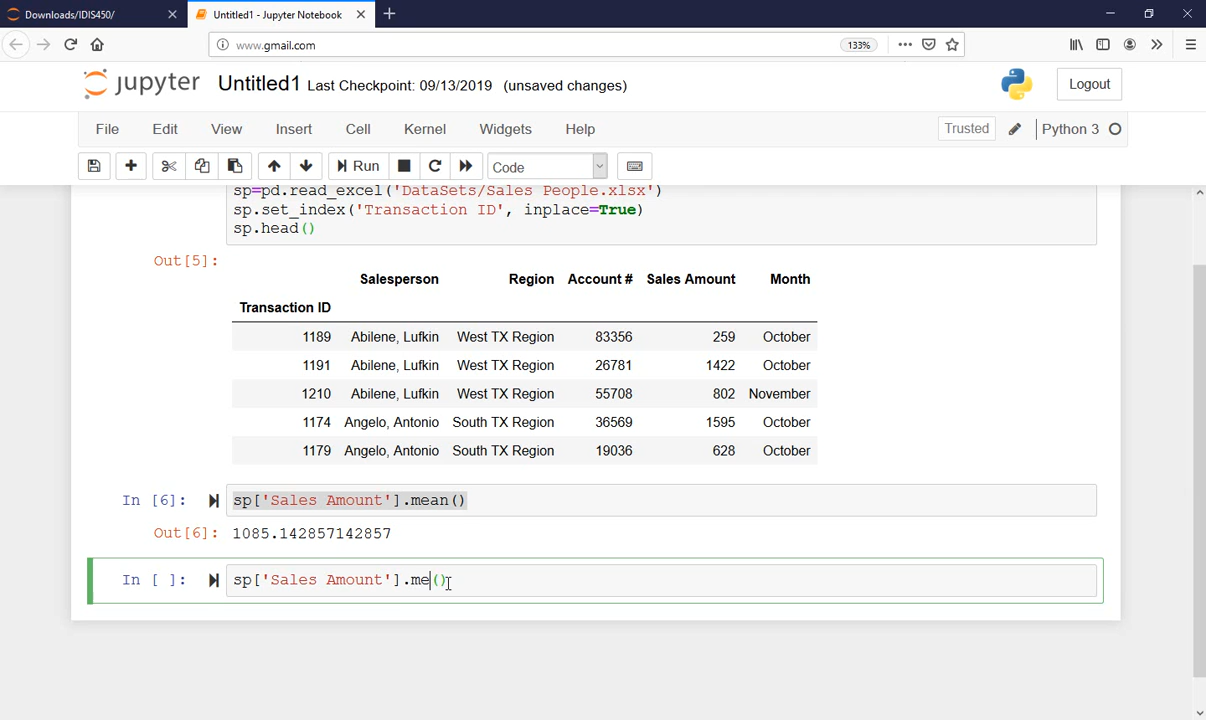 Downloads/IDIS450/
Untitled1 - Jupyter Notebook
www.gmail.com
133%
jupyter Untitled1 Last Checkpoint: 09/13/2019 (unsaved changes)
Logout
File Edit View Insert Cell Kernel Widgets Help
Trusted Python 3
Run Code
sp=pd.read_excel('DataSets/Sales People.xlsx')
sp.set_index('Transaction ID', inplace=True)
sp.head()
Out[5]:
Salesperson Region Account # Sales Amount Month
Transaction ID
1189 Abilene, Lufkin West TX Region 83356 259 October
1191 Abilene, Lufkin West TX Region 26781 1422 October
1210 Abilene, Lufkin West TX Region 55708 802 November
1174 Angelo, Antonio South TX Region 36569 1595 October
1179 Angelo, Antonio South TX Region 19036 628 October
In [6]: sp['Sales Amount'].mean()
Out[6]: 1085.142857142857
In [ ]: sp['Sales Amount'].me()